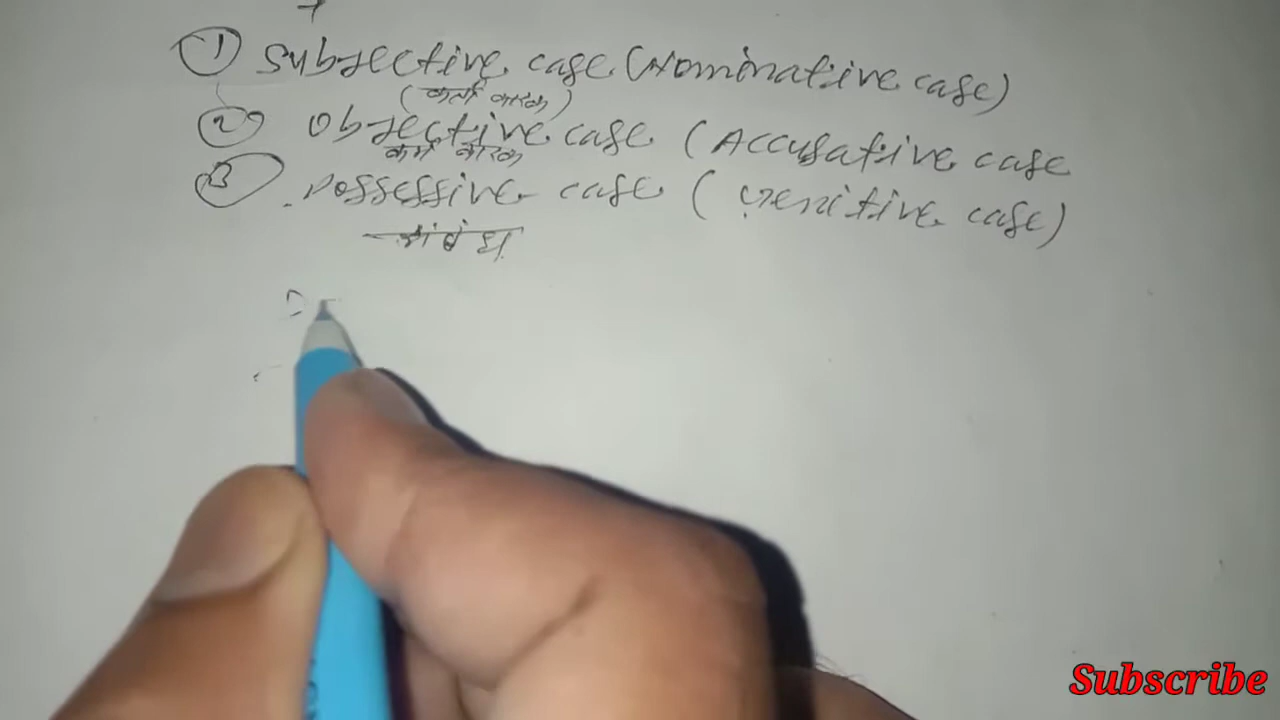 1 Subjective case (Nominative case)
(कर्ता कारक)
2 Objective case (Accusative case
कर्म कारक
3 Possessive case (Genitive case)
संबंध
Subscribe